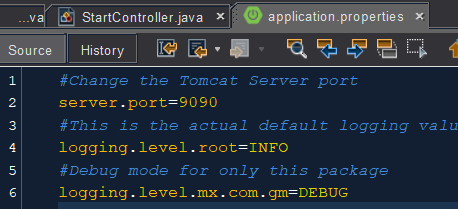 ...va StartController.java application.properties
Source History
1 #Change the Tomcat Server port
2 server.port=9090
3 #This is the actual default logging valu
4 logging.level.root=INFO
5 #Debug mode for only this package
6 logging.level.mx.com.gm=DEBUG